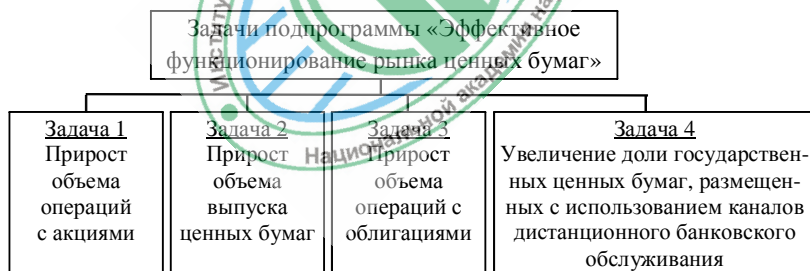 Задачи подпрограммы «Эффективное
функционирование рынка ценных бумаг»
Задача 1
Прирост
объема
операций
с акциями
Задача 2
Прирост
объема
выпуска
ценных бумаг
Задача 3
Прирост
объема
операций с
облигациями
Задача 4
Увеличение доли государствен-
ных ценных бумаг, размещен-
ных с использованием каналов
дистанционного банковского
обслуживания
Национальной академии